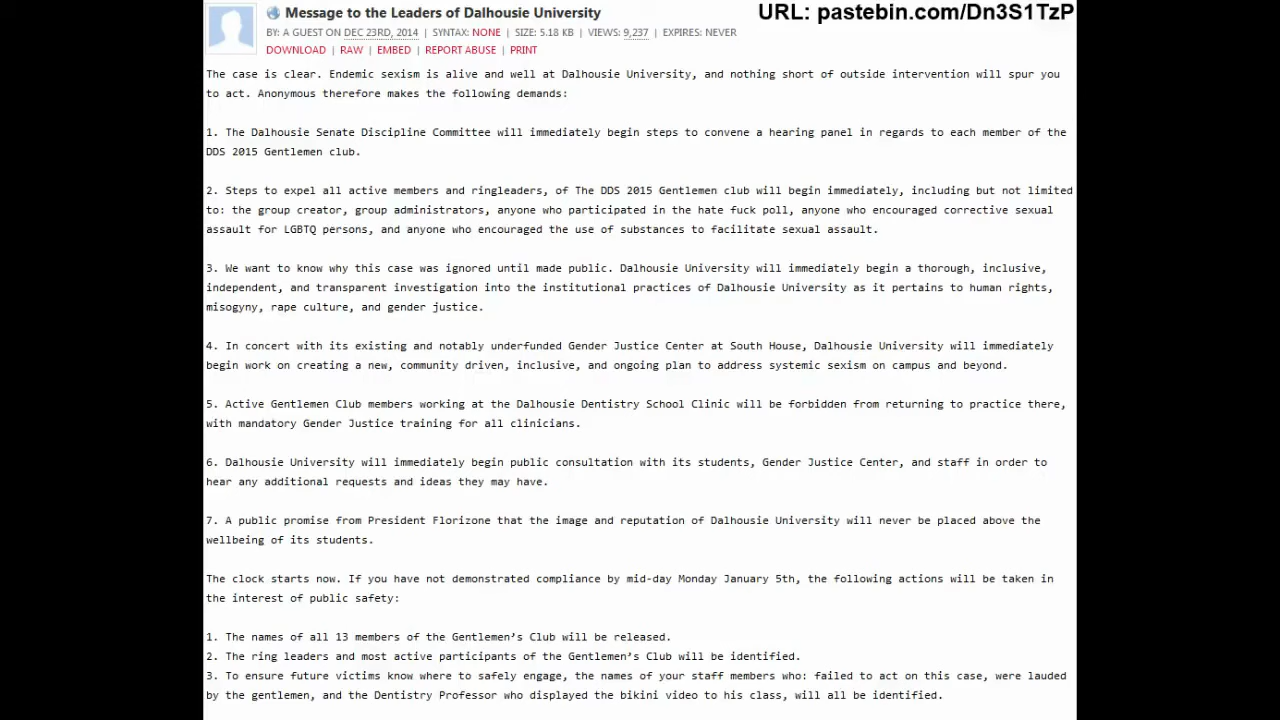 Message to the Leaders of Dalhousie University
URL: pastebin.com/Dn3S1TzP
BY: A GUEST ON DEC 23RD, 2014 | SYNTAX: NONE | SIZE: 5.18 KB | VIEWS: 9,237 | EXPIRES: NEVER
DOWNLOAD | RAW | EMBED | REPORT ABUSE | PRINT
The case is clear. Endemic sexism is alive and well at Dalhousie University, and nothing short of outside intervention will spur you
to act. Anonymous therefore makes the following demands:
1. The Dalhousie Senate Discipline Committee will immediately begin steps to convene a hearing panel in regards to each member of the
DDS 2015 Gentlemen club.
2. Steps to expel all active members and ringleaders, of The DDS 2015 Gentlemen club will begin immediately, including but not limited
to: the group creator, group administrators, anyone who participated in the hate fuck poll, anyone who encouraged corrective sexual
assault for LGBTQ persons, and anyone who encouraged the use of substances to facilitate sexual assault.
3. We want to know why this case was ignored until made public. Dalhousie University will immediately begin a thorough, inclusive,
independent, and transparent investigation into the institutional practices of Dalhousie University as it pertains to human rights,
misogyny, rape culture, and gender justice.
4. In concert with its existing and notably underfunded Gender Justice Center at South House, Dalhousie University will immediately
begin work on creating a new, community driven, inclusive, and ongoing plan to address systemic sexism on campus and beyond.
5. Active Gentlemen Club members working at the Dalhousie Dentistry School Clinic will be forbidden from returning to practice there,
with mandatory Gender Justice training for all clinicians.
6. Dalhousie University will immediately begin public consultation with its students, Gender Justice Center, and staff in order to
hear any additional requests and ideas they may have.
7. A public promise from President Florizone that the image and reputation of Dalhousie University will never be placed above the
wellbeing of its students.
The clock starts now. If you have not demonstrated compliance by mid-day Monday January 5th, the following actions will be taken in
the interest of public safety:
1. The names of all 13 members of the Gentlemen’s Club will be released.
2. The ring leaders and most active participants of the Gentlemen’s Club will be identified.
3. To ensure future victims know where to safely engage, the names of your staff members who: failed to act on this case, were lauded
by the gentlemen, and the Dentistry Professor who displayed the bikini video to his class, will all be identified.